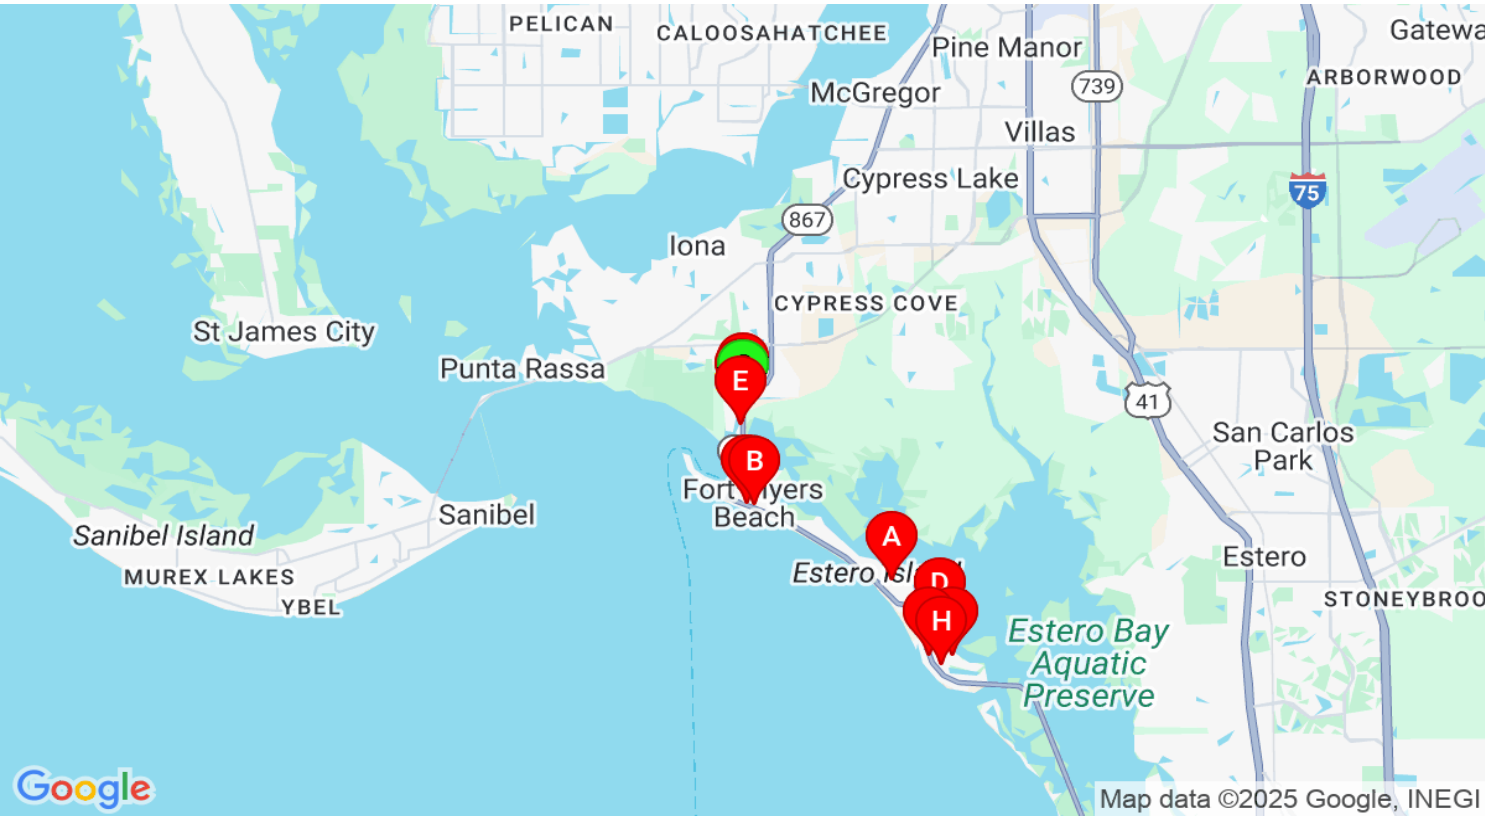 PELICAN
CALOOSAHATCHEE
Gatewa
Pine Manor
ARBORWOOD
739
McGregor
Villas
Cypress Lake
75
867
Iona
CYPRESS COVE
St James City
Punta Rassa
E
41
San Carlos
Park
B
Fort Myers
Beach
Sanibel
Sanibel Island
A
Estero
MUREX LAKES
Estero Island
D
YBEL
STONEYBROO
H
Estero Bay
Aquatic
Preserve
Google
Map data ©2025 Google, INEGI